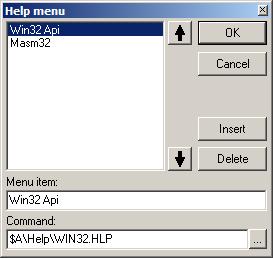 Help menu
Win32 Api
Masm32
OK
Cancel
Insert
Delete
Menu item:
Win32 Api
Command:
$A\Help\WIN32.HLP
...